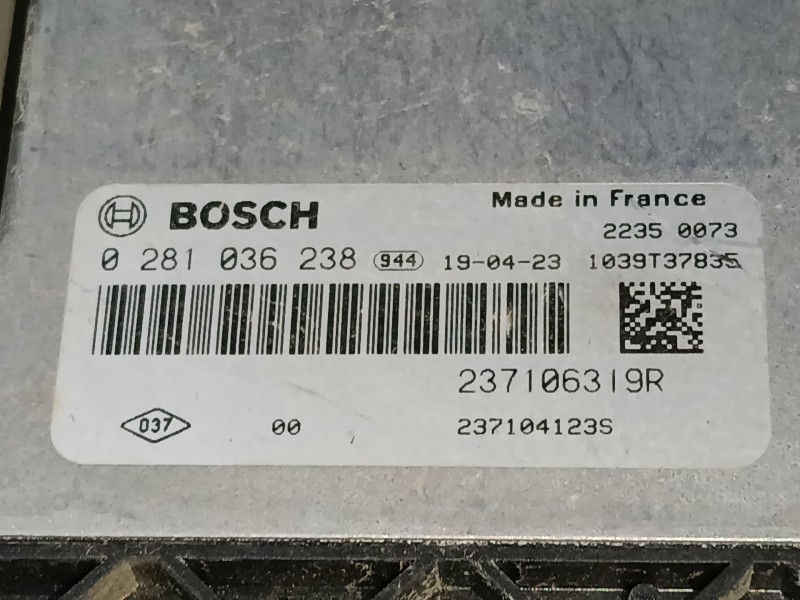 BOSCH
Made in France
2235 0073
0 281 036 238 944 19-04-23 1039T37835
237106319R
037 00 237104123S